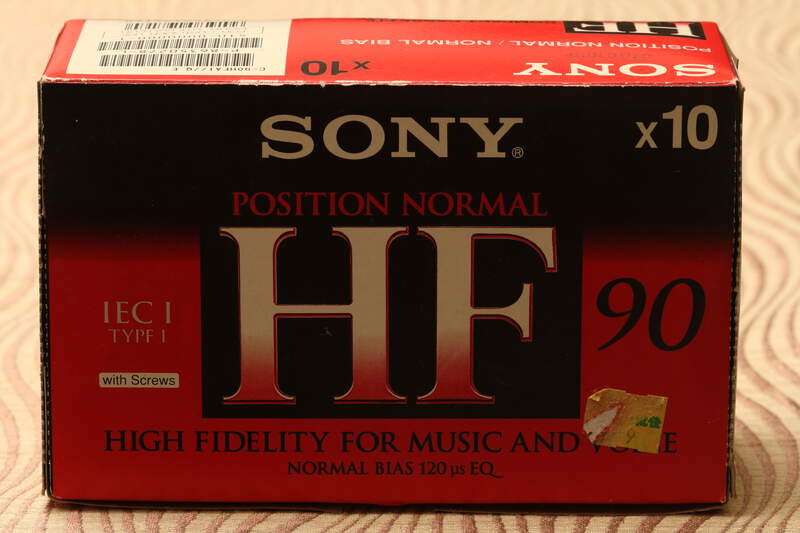 HF
POSITION NORMAL / NORMAL BIAS
SONY
x10
SONY®
x10
POSITION NORMAL
HF
90
IEC I
TYPE I
with Screws
HIGH FIDELITY FOR MUSIC AND
NORMAL BIAS 120 µs EQ